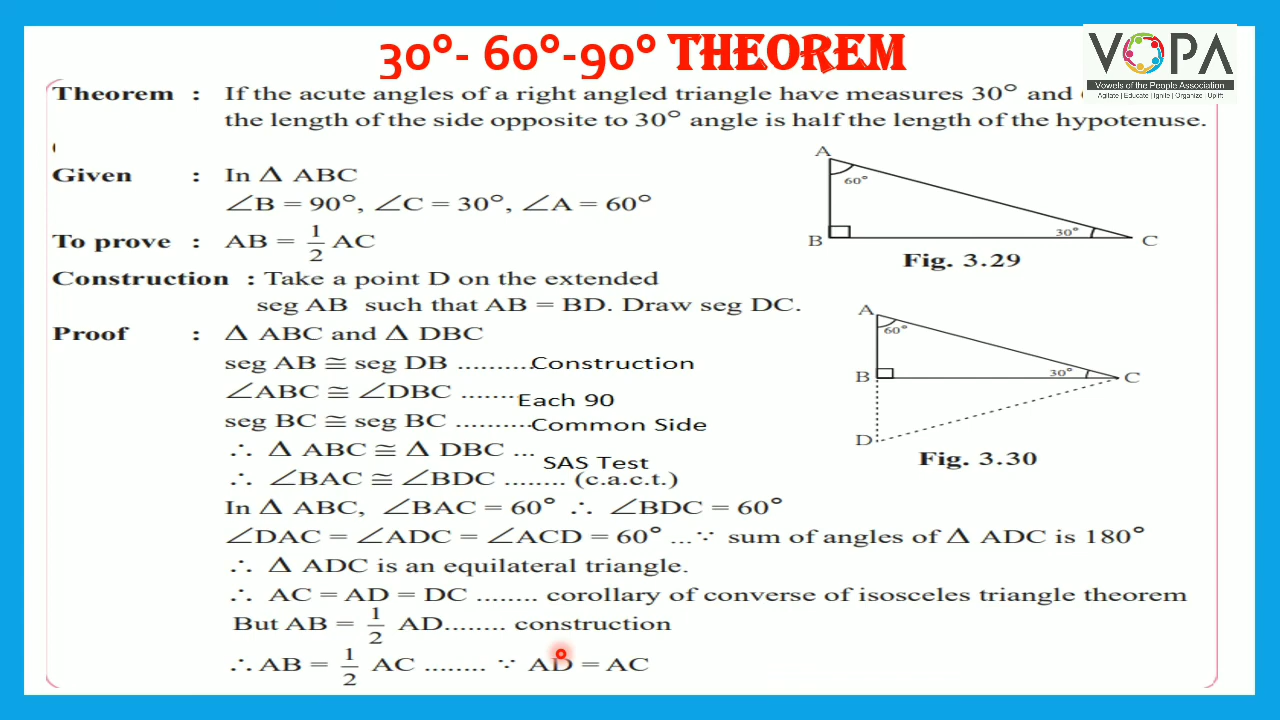 30°- 60°-90° THEOREM
VOPA
Vowels of the People Association
Agitate | Educate | Ignite | Organize | Uplift
Theorem : If the acute angles of a right angled triangle have measures 30° and
the length of the side opposite to 30° angle is half the length of the hypotenuse.
Given : In Δ ABC
∠B = 90°, ∠C = 30°, ∠A = 60°
To prove : AB = 1/2 AC
Construction : Take a point D on the extended
seg AB such that AB = BD. Draw seg DC.
Proof : Δ ABC and Δ DBC
seg AB ≅ seg DB .........Construction
∠ABC ≅ ∠DBC .......Each 90
seg BC ≅ seg BC ..........Common Side
∴ Δ ABC ≅ Δ DBC ... SAS Test
∴ ∠BAC ≅ ∠BDC ........ (c.a.c.t.)
In Δ ABC, ∠BAC = 60° ∴ ∠BDC = 60°
∠DAC = ∠ADC = ∠ACD = 60° ...∵ sum of angles of Δ ADC is 180°
∴ Δ ADC is an equilateral triangle.
∴ AC = AD = DC ........ corollary of converse of isosceles triangle theorem
But AB = 1/2 AD........ construction
∴ AB = 1/2 AC ........ ∵ AD = AC
A
60°
B
30°
C
Fig. 3.29
A
60°
B
30°
C
D
Fig. 3.30